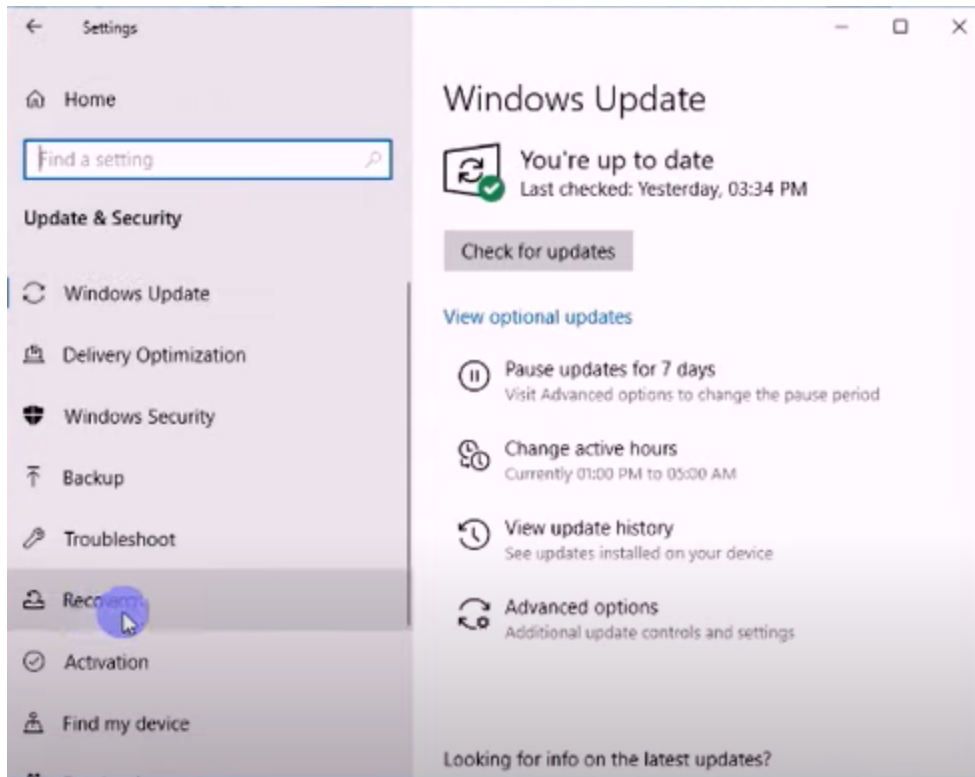 Settings
Home
Find a setting
Update & Security
Windows Update
Delivery Optimization
Windows Security
Backup
Troubleshoot
Recovery
Activation
Find my device
Windows Update
You're up to date
Last checked: Yesterday, 03:34 PM
Check for updates
View optional updates
Pause updates for 7 days
Visit Advanced options to change the pause period
Change active hours
Currently 01:00 PM to 05:00 AM
View update history
See updates installed on your device
Advanced options
Additional update controls and settings
Looking for info on the latest updates?